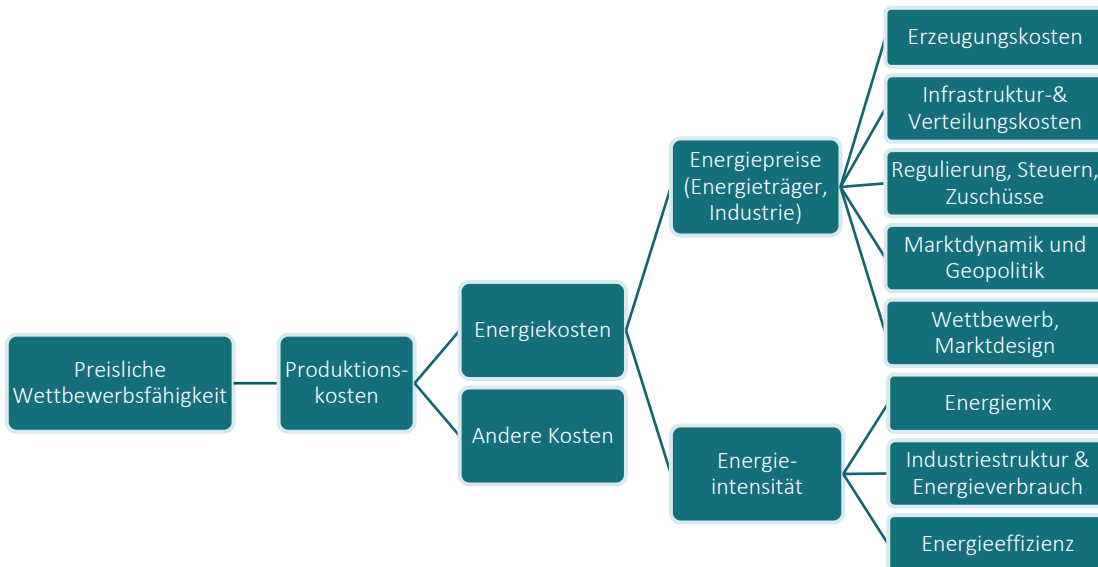 Preisliche
Wettbewerbsfähigkeit
Produktions-
kosten
Energiekosten
Andere Kosten
Energiepreise
(Energieträger,
Industrie)
Energie-
intensität
Erzeugungskosten
Infrastruktur-&
Verteilungskosten
Regulierung, Steuern,
Zuschüsse
Marktdynamik und
Geopolitik
Wettbewerb,
Marktdesign
Energiemix
Industriestruktur &
Energieverbrauch
Energieeffizienz